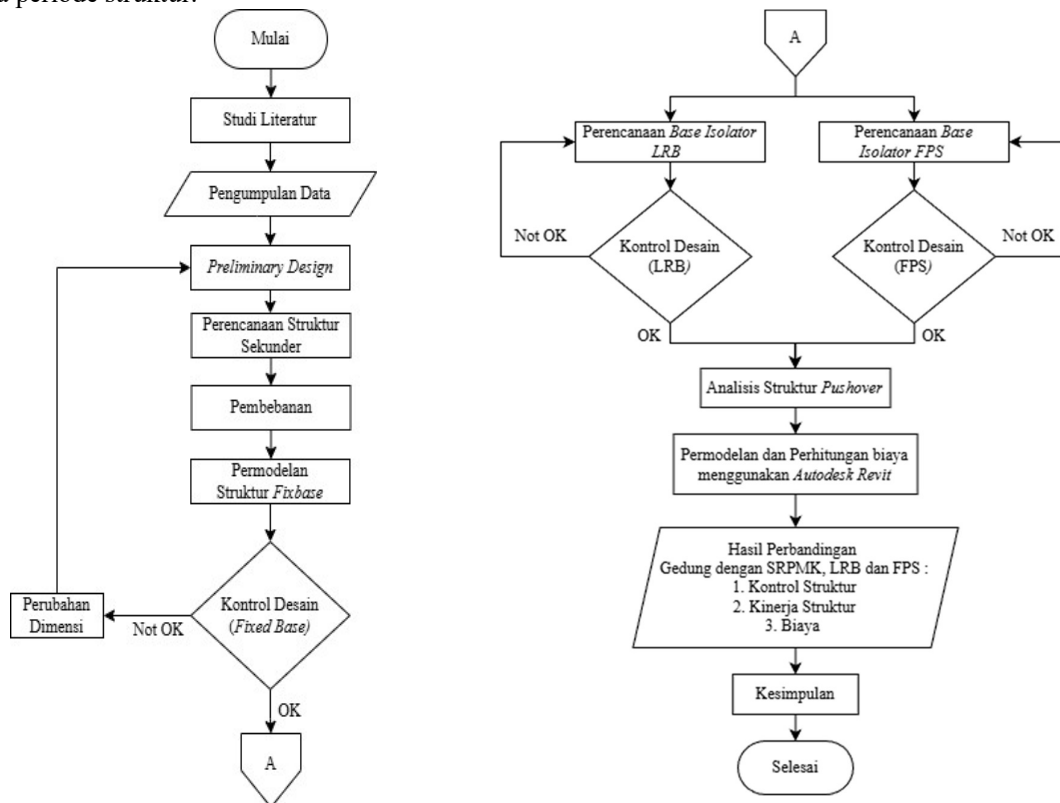 periode struktur.
Mulai
Studi Literatur
Pengumpulan Data
Preliminary Design
Perencanaan Struktur
Sekunder
Pembebanan
Permodelan
Struktur Fixbase
Kontrol Desain
(Fixed Base)
Not OK
Perubahan
Dimensi
OK
A
A
Perencanaan Base Isolator
LRB
Perencanaan Base
Isolator FPS
Kontrol Desain
(LRB)
Not OK
Kontrol Desain
(FPS)
Not OK
OK
OK
Analisis Struktur Pushover
Permodelan dan Perhitungan biaya
menggunakan Autodesk Revit
Hasil Perbandingan
Gedung dengan SRPMK, LRB dan FPS :
1. Kontrol Struktur
2. Kinerja Struktur
3. Biaya
Kesimpulan
Selesai